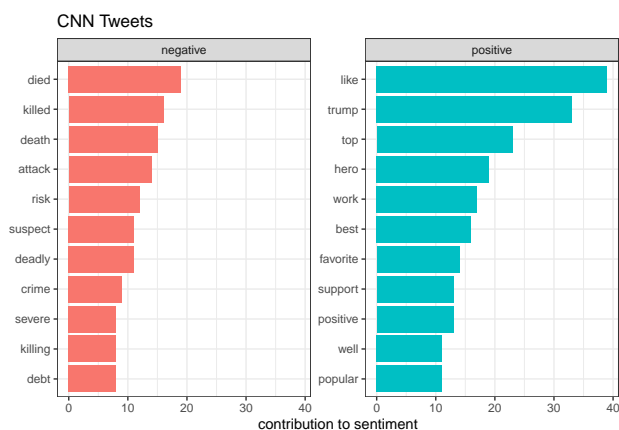 CNN Tweets
negative
positive
died
killed
death
attack
risk
suspect
deadly
crime
severe
killing
debt
like
trump
top
hero
work
best
favorite
support
positive
well
popular
0 10 20 30 40
0 10 20 30 40
contribution to sentiment